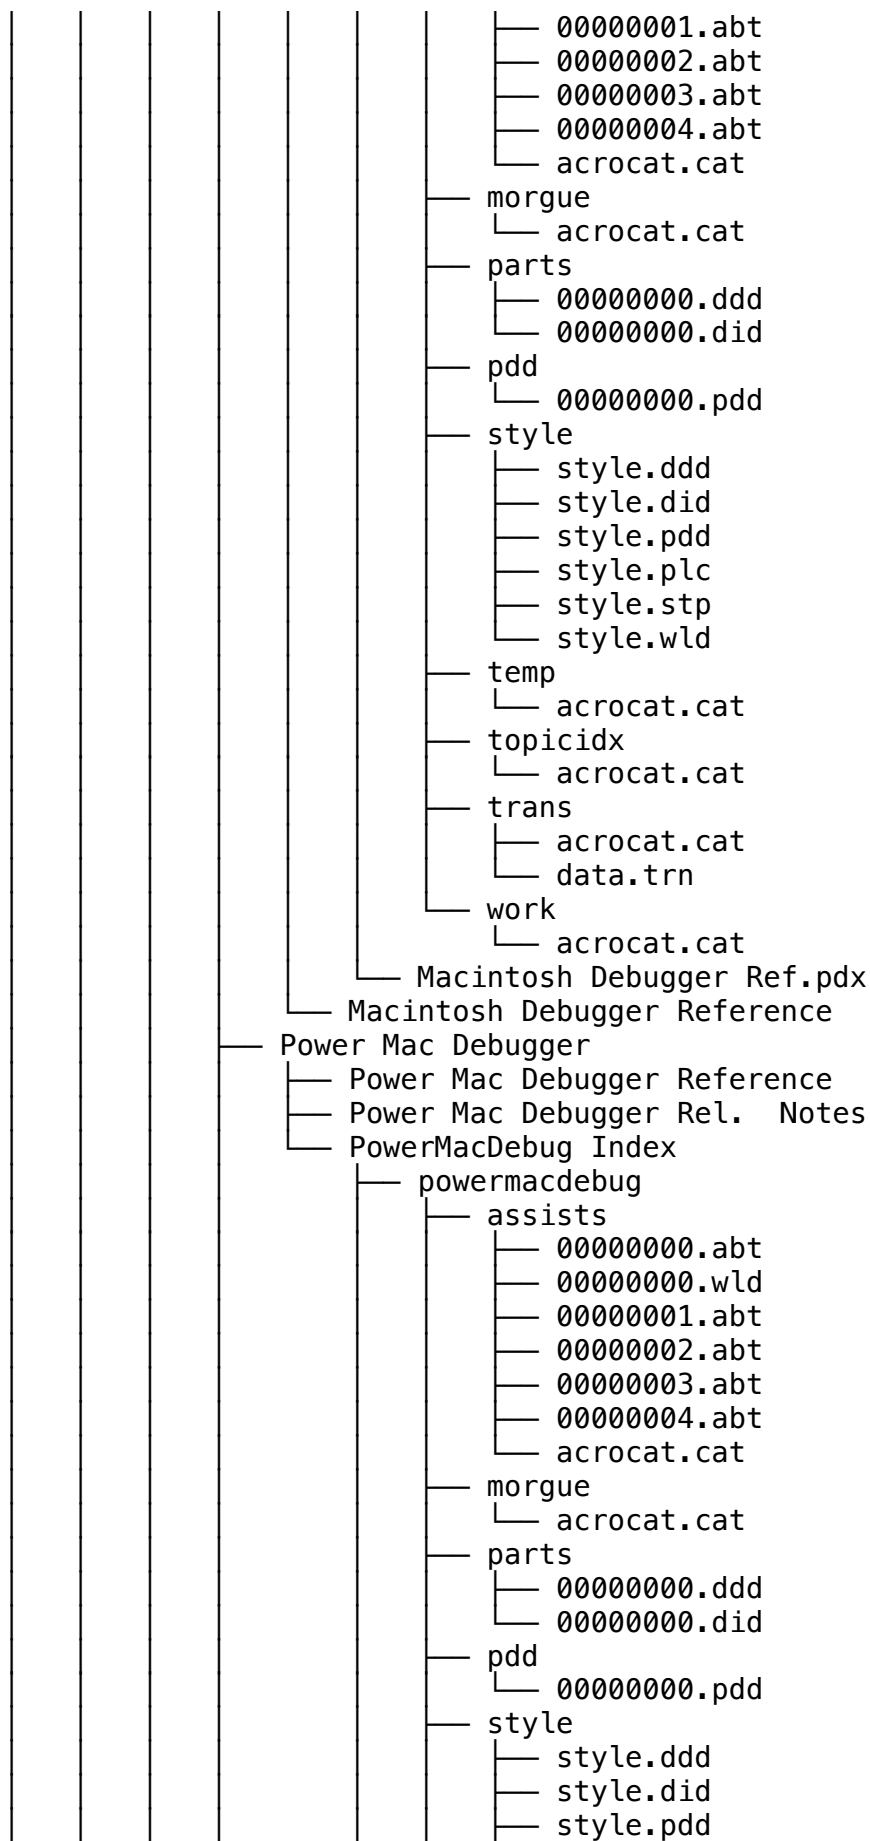 00000001.abt
00000002.abt
00000003.abt
00000004.abt
acrocat.cat
morgue
acrocat.cat
parts
00000000.ddd
00000000.did
pdd
00000000.pdd
style
style.ddd
style.did
style.pdd
style.plc
style.stp
style.wld
temp
acrocat.cat
topicidx
acrocat.cat
trans
acrocat.cat
data.trn
work
acrocat.cat
Macintosh Debugger Ref.pdx
Macintosh Debugger Reference
Power Mac Debugger
Power Mac Debugger Reference
Power Mac Debugger Rel.  Notes
PowerMacDebug Index
powermacdebug
assists
00000000.abt
00000000.wld
00000001.abt
00000002.abt
00000003.abt
00000004.abt
acrocat.cat
morgue
acrocat.cat
parts
00000000.ddd
00000000.did
pdd
00000000.pdd
style
style.ddd
style.did
style.pdd